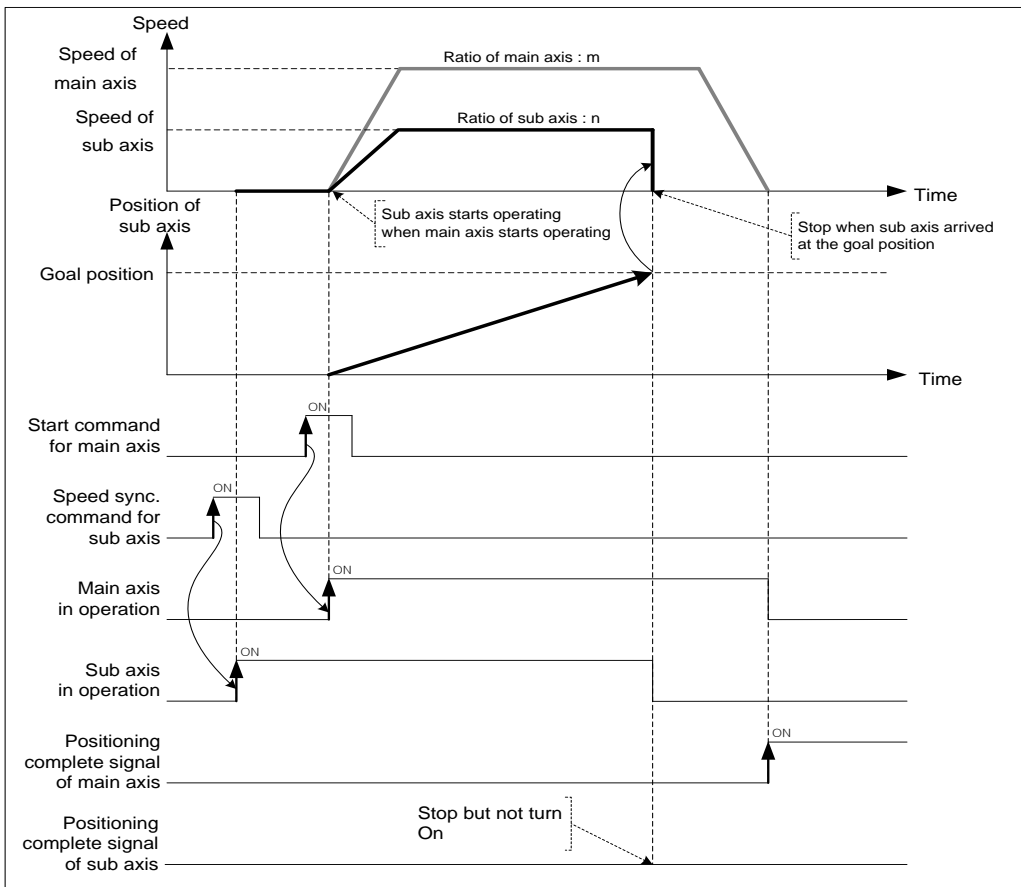 Speed
Speed of
main axis
Ratio of main axis : m
Speed of
sub axis
Ratio of sub axis : n
Time
Position of
sub axis
Sub axis starts operating
when main axis starts operating
Stop when sub axis arrived
at the goal position
Goal position
Time
Start command
for main axis
ON
Speed sync.
command for
sub axis
ON
Main axis
in operation
ON
Sub axis
in operation
ON
Positioning
complete signal
of main axis
ON
Stop but not turn
On
Positioning
complete signal
of sub axis